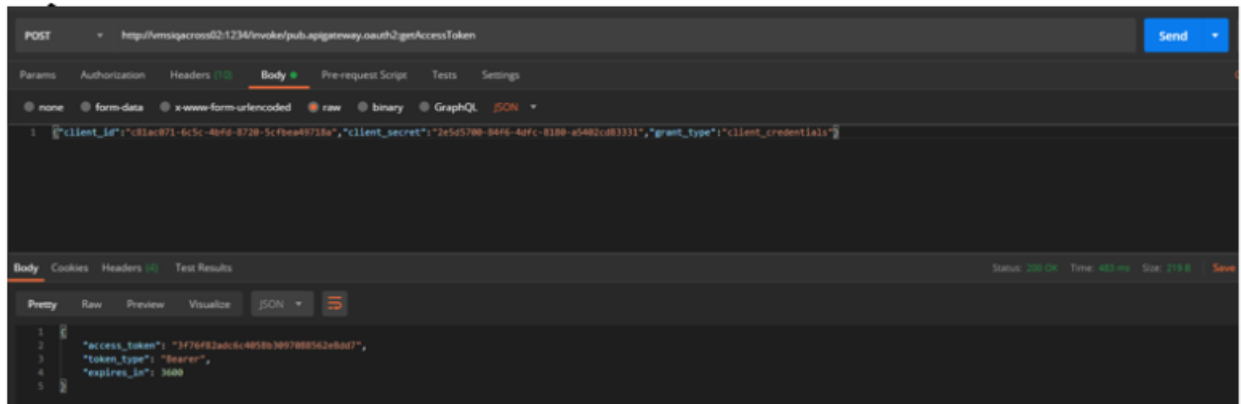 POST http://vmsiqacross02:1234/invoke/pub.apigateway.oauth2:getAccessToken Send
Params Authorization Headers (10) Body Pre-request Script Tests Settings
none form-data x-www-form-urlencoded raw binary GraphQL JSON
1 {"client_id":"c81ac071-6c5c-4bfd-8720-5cfbea49718a","client_secret":"2e5d5700-84f6-4dfc-8180-a5402cd83331","grant_type":"client_credentials"}
Body Cookies Headers (4) Test Results Status: 200 OK Time: 483 ms Size: 219 B Save
Pretty Raw Preview Visualize JSON
1 {
2 "access_token": "3f76f82adc6c4058b3097088562e8dd7",
3 "token_type": "Bearer",
4 "expires_in": 3600
5 }